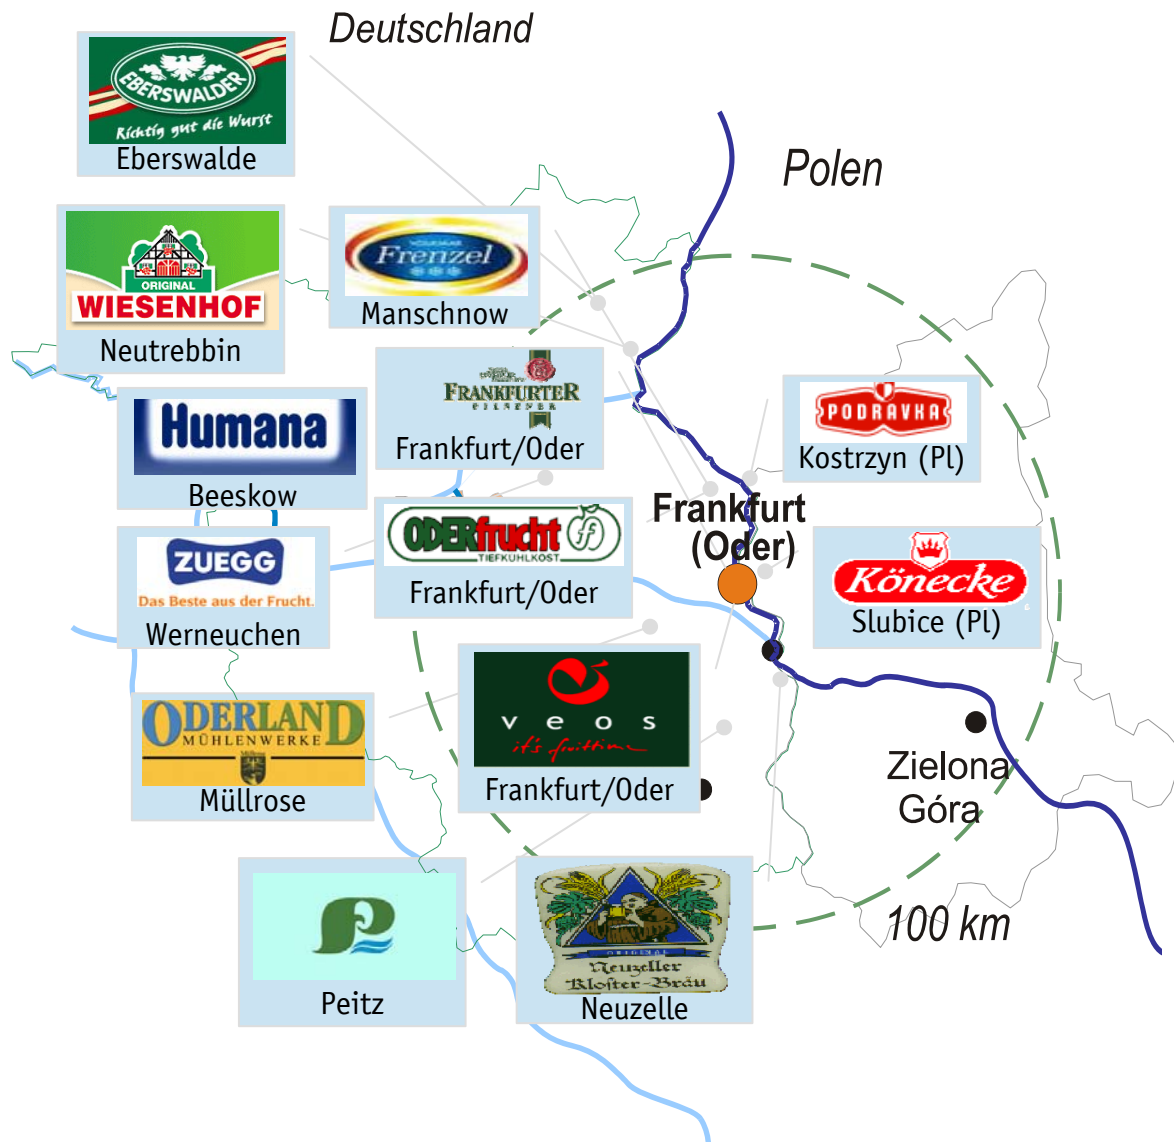 Deutschland
EBERSWALDER
Richtig gut die Wurst
Eberswalde
Polen
ORIGINAL
WIESENHOF
Neutrebbin
Frenzel
Manschnow
FRANKFURTER
PILSENER
Frankfurt/Oder
Humana
Beeskow
PODRAVKA
Kostrzyn (Pl)
ODERfrucht
TIEFKÜHLKOST
Frankfurt/Oder
Frankfurt
(Oder)
ZUEGG
Das Beste aus der Frucht.
Werneuchen
Könecke
Slubice (Pl)
veos
it's fruittime
Frankfurt/Oder
ODERLAND
MÜHLENWERKE
Müllrose
Müllrose
Zielona
Góra
Peitz
ORIGINAL
Neuzeller
Kloster-Bräu
Neuzelle
100 km